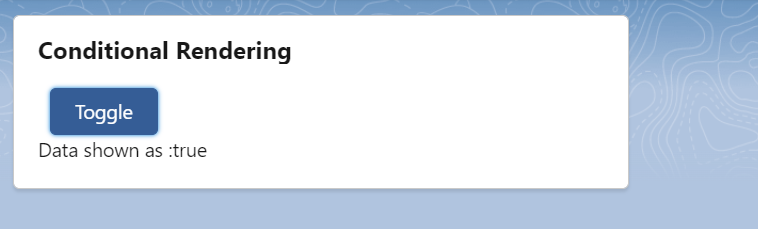 Conditional Rendering
Toggle
Data shown as :true